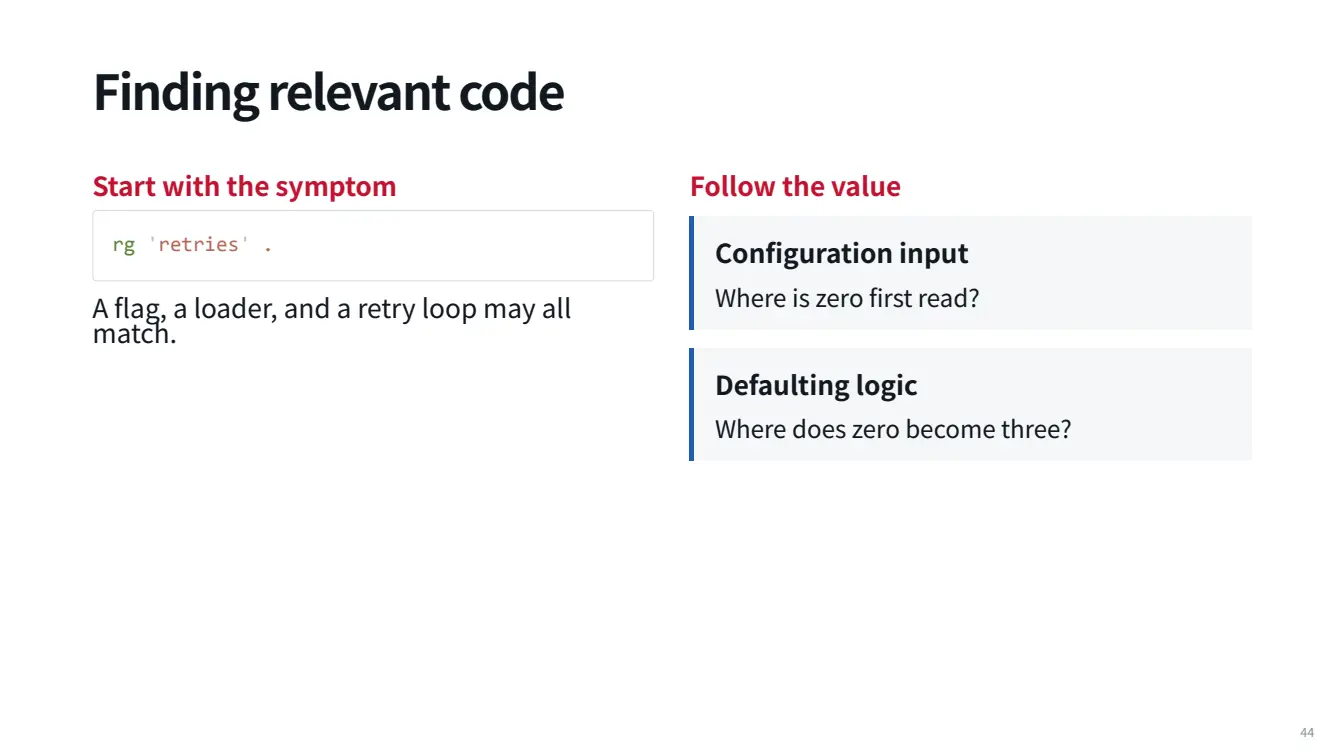 Finding relevant code
Start with the symptom
rg 'retries' .
A flag, a loader, and a retry loop may all
match.
Follow the value
Configuration input
Where is zero first read?
Defaulting logic
Where does zero become three?
44